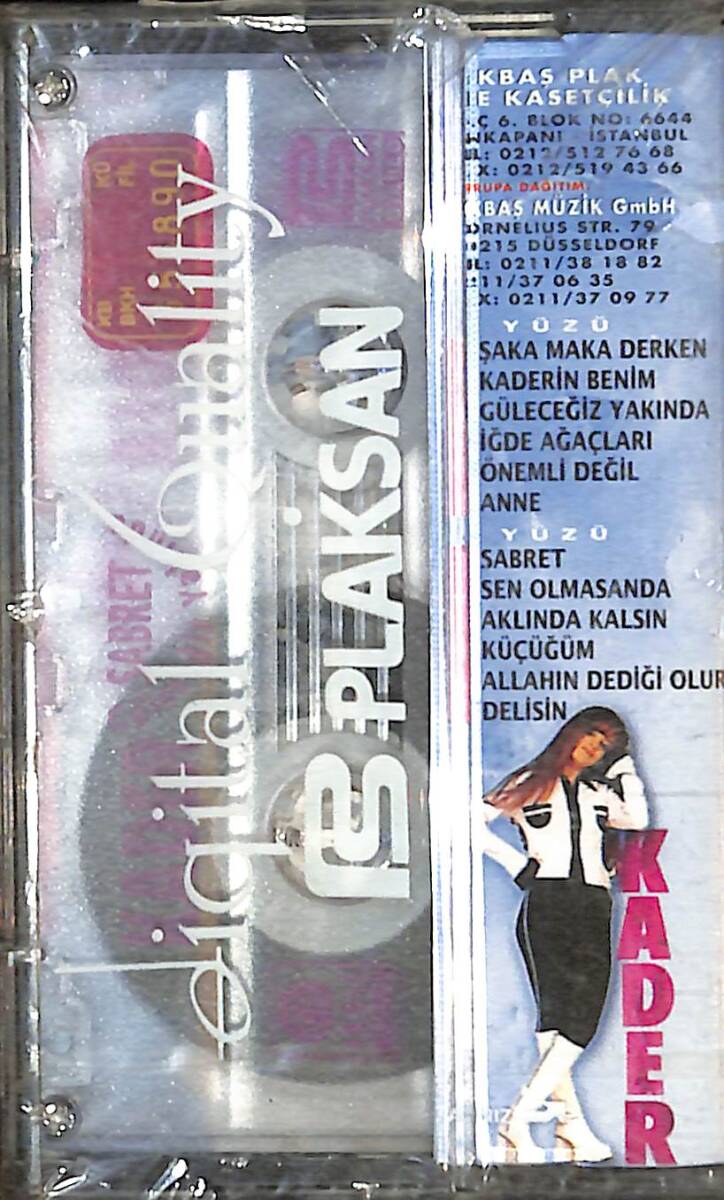 KBAŞ PLAK
E KASETÇİLİK
.Ç 6. BLOK NO: 6644
NKAPANI - İSTANBUL
EL: 0212/512 76 68
X: 0212/519 43 66
RUPA DAĞITIM:
KBAŞ MÜZİK GmbH
ORNELIUS STR. 79
0215 DÜSSELDORF
EL: 0211/38 18 82
11/37 06 35
X: 0211/37 09 77
YÜZÜ
ŞAKA MAKA DERKEN
KADERİN BENİM
GÜLECEĞİZ YAKINDA
İĞDE AĞAÇLARI
ÖNEMLİ DEĞİL
ANNE
YÜZÜ
SABRET
SEN OLMASANDA
AKLINDA KALSIN
KÜÇÜĞÜM
ALLAHIN DEDİĞİ OLUR
DELİSİN
KADER
digital Quality
PLAKSAN
SABRET